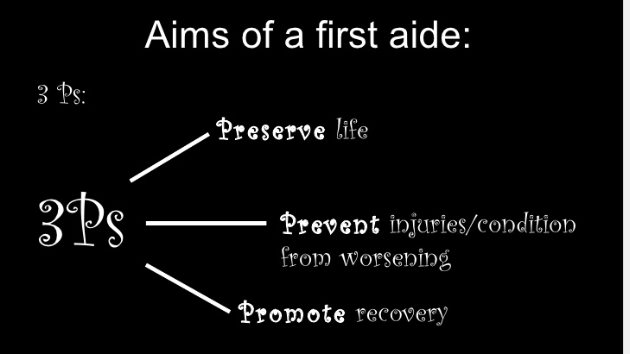 Aims of a first aide:
3 Ps:
Preserve life
3Ps
Prevent injuries/condition
from worsening
Promote recovery